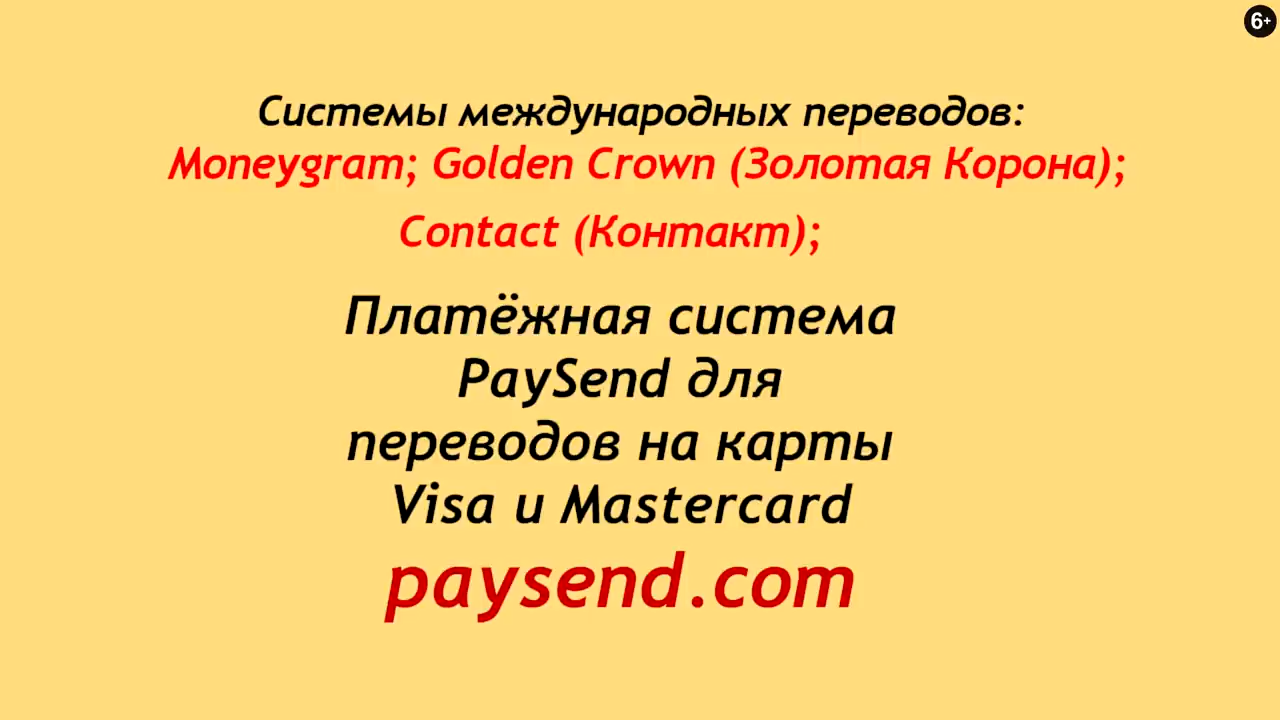 6+
Системы международных переводов:
Moneygram; Golden Crown (Золотая Корона);
Contact (Контакт);
Платёжная система
PaySend для
переводов на карты
Visa и Mastercard
paysend.com